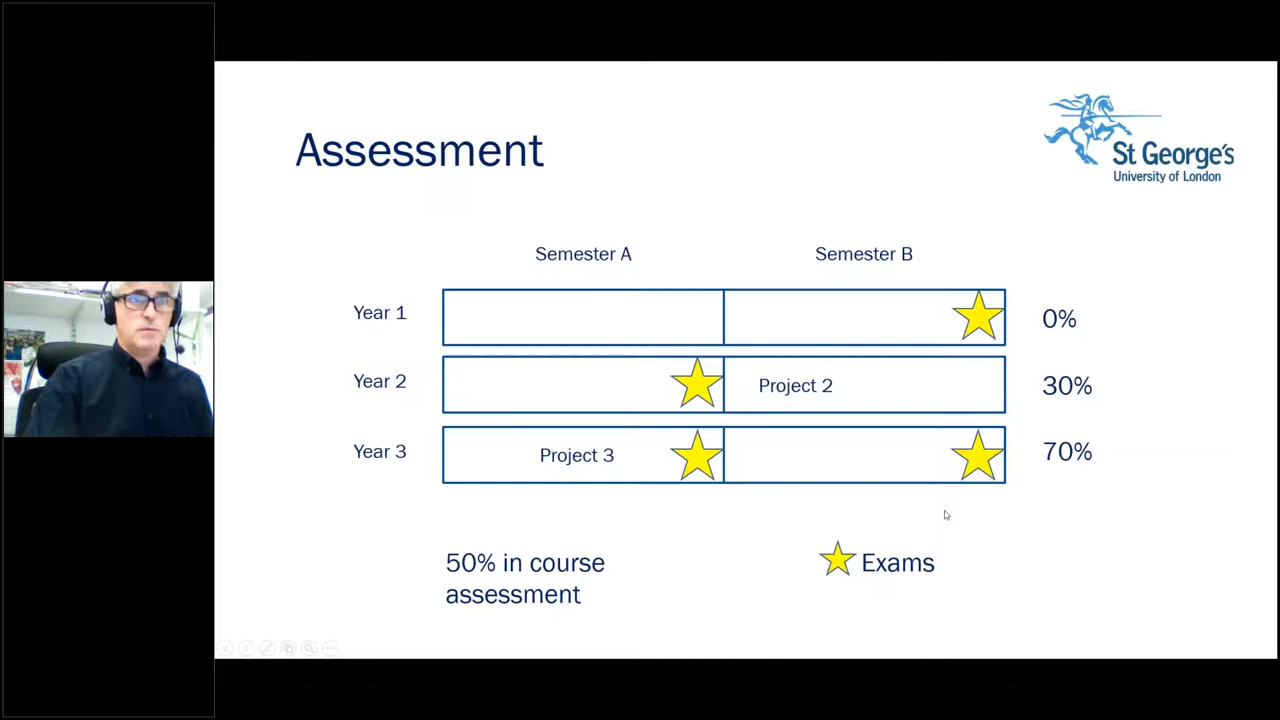 Assessment
St George's
University of London
Semester A
Semester B
Year 1
0%
Year 2
Project 2
30%
Year 3
Project 3
70%
50% in course
assessment
Exams